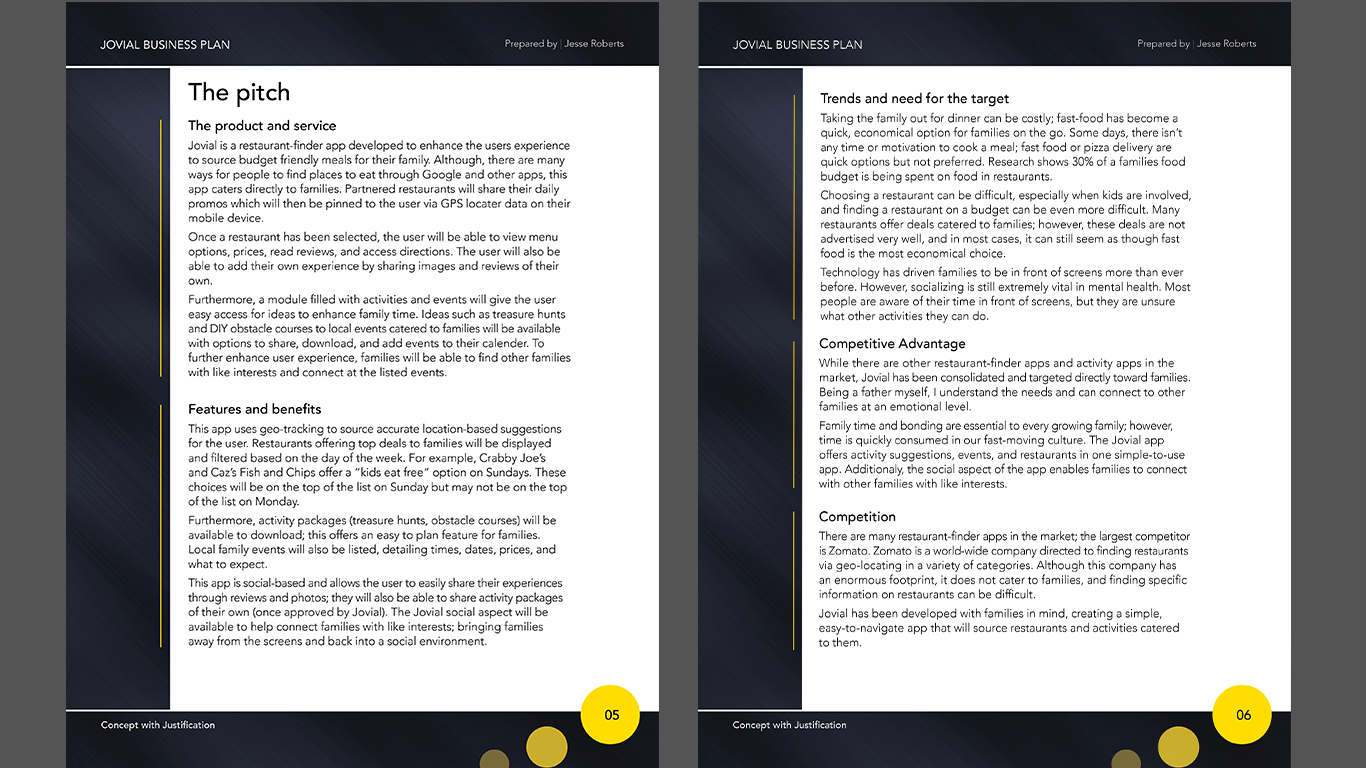 JOVIAL BUSINESS PLAN
Prepared by | Jesse Roberts
The pitch
The product and service
Jovial is a restaurant-finder app developed to enhance the users experience
to source budget friendly meals for their family. Although, there are many
ways for people to find places to eat through Google and other apps, this
app caters directly to families. Partnered restaurants will share their daily
promos which will then be pinned to the user via GPS locater data on their
mobile device.
Once a restaurant has been selected, the user will be able to view menu
options, prices, read reviews, and access directions. The user will also be
able to add their own experience by sharing images and reviews of their
own.
Furthermore, a module filled with activities and events will give the user
easy access for ideas to enhance family time. Ideas such as treasure hunts
and DIY obstacle courses to local events catered to families will be available
with options to share, download, and add events to their calender. To
further enhance user experience, families will be able to find other families
with like interests and connect at the listed events.
Features and benefits
This app uses geo-tracking to source accurate location-based suggestions
for the user. Restaurants offering top deals to families will be displayed
and filtered based on the day of the week. For example, Crabby Joe's
and Caz's Fish and Chips offer a "kids eat free" option on Sundays. These
choices will be on the top of the list on Sunday but may not be on the top
of the list on Monday.
Furthermore, activity packages (treasure hunts, obstacle courses) will be
available to download; this offers an easy to plan feature for families.
Local family events will also be listed, detailing times, dates, prices, and
what to expect.
This app is social-based and allows the user to easily share their experiences
through reviews and photos; they will also be able to share activity packages
of their own (once approved by Jovial). The Jovial social aspect will be
available to help connect families with like interests; bringing families
away from the screens and back into a social environment.
Concept with Justification
05
JOVIAL BUSINESS PLAN
Prepared by | Jesse Roberts
Trends and need for the target
Taking the family out for dinner can be costly; fast-food has become a
quick, economical option for families on the go. Some days, there isn't
any time or motivation to cook a meal; fast food or pizza delivery are
quick options but not preferred. Research shows 30% of a families food
budget is being spent on food in restaurants.
Choosing a restaurant can be difficult, especially when kids are involved,
and finding a restaurant on a budget can be even more difficult. Many
restaurants offer deals catered to families; however, these deals are not
advertised very well, and in most cases, it can still seem as though fast
food is the most economical choice.
Technology has driven families to be in front of screens more than ever
before. However, socializing is still extremely vital in mental health. Most
people are aware of their time in front of screens, but they are unsure
what other activities they can do.
Competitive Advantage
While there are other restaurant-finder apps and activity apps in the
market, Jovial has been consolidated and targeted directly toward families.
Being a father myself, I understand the needs and can connect to other
families at an emotional level.
Family time and bonding are essential to every growing family; however,
time is quickly consumed in our fast-moving culture. The Jovial app
offers activity suggestions, events, and restaurants in one simple-to-use
app. Additionaly, the social aspect of the app enables families to connect
with other families with like interests.
Competition
There are many restaurant-finder apps in the market; the largest competitor
is Zomato. Zomato is a world-wide company directed to finding restaurants
via geo-locating in a variety of categories. Although this company has
an enormous footprint, it does not cater to families, and finding specific
information on restaurants can be difficult.
Jovial has been developed with families in mind, creating a simple,
easy-to-navigate app that will source restaurants and activities catered
to them.
Concept with Justification
06